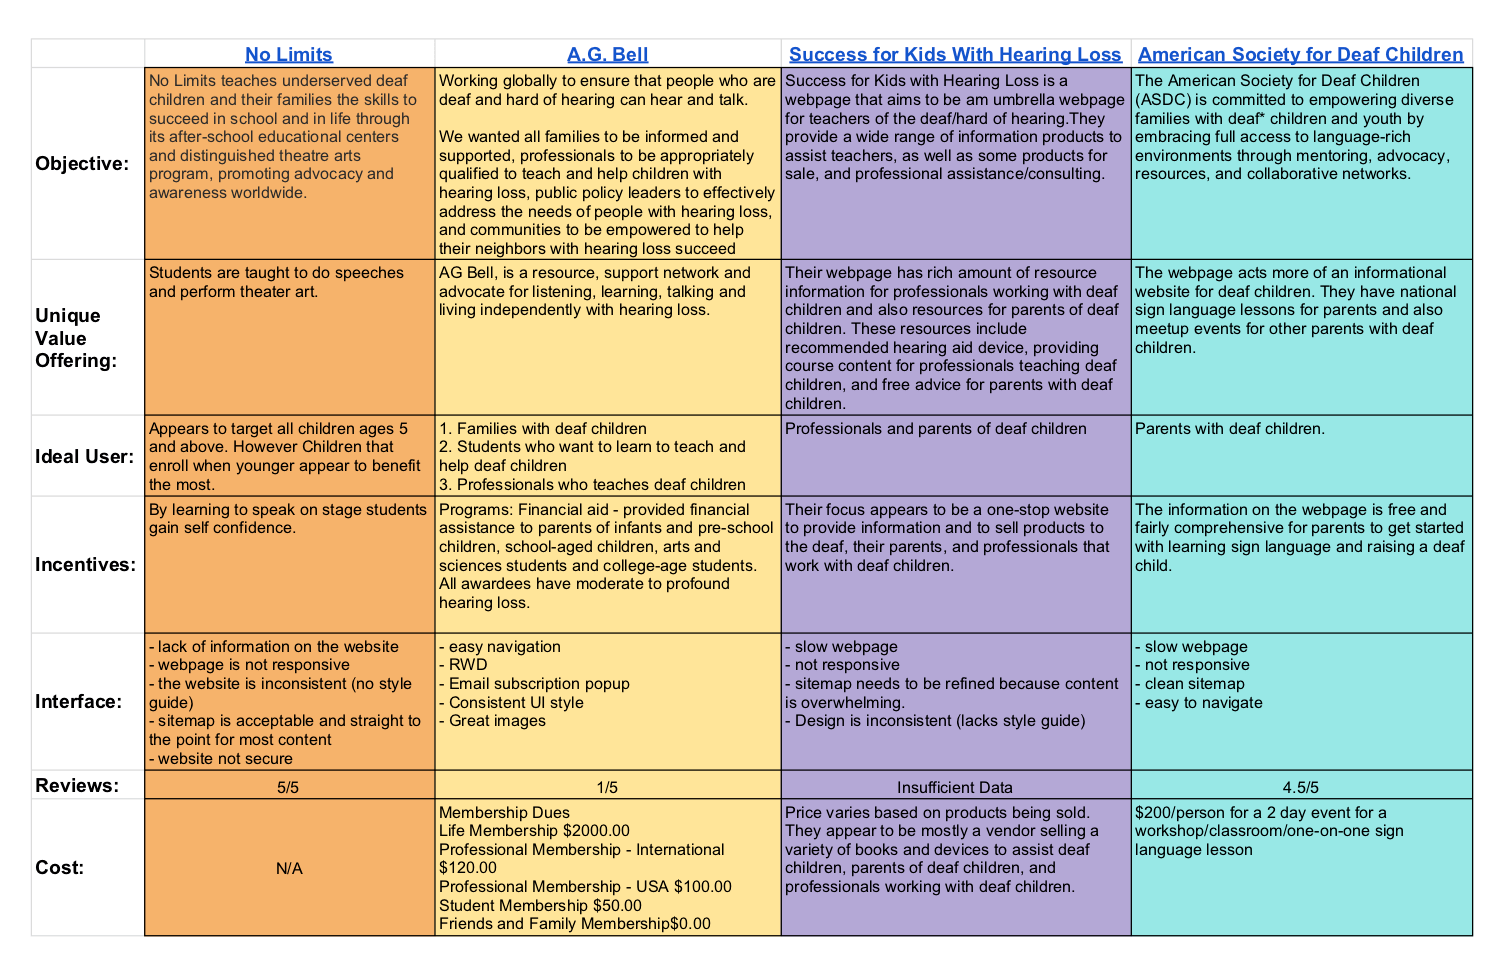 No Limits
A.G. Bell
Success for Kids With Hearing Loss
American Society for Deaf Children
Objective:
No Limits teaches underserved deaf
children and their families the skills to
succeed in school and in life through
its after-school educational centers
and distinguished theatre arts
program, promoting advocacy and
awareness worldwide.
Working globally to ensure that people who are
deaf and hard of hearing can hear and talk.
We wanted all families to be informed and
supported, professionals to be appropriately
qualified to teach and help children with
hearing loss, public policy leaders to effectively
address the needs of people with hearing loss,
and communities to be empowered to help
their neighbors with hearing loss succeed
Success for Kids with Hearing Loss is a
webpage that aims to be am umbrella webpage
for teachers of the deaf/hard of hearing.They
provide a wide range of information products to
assist teachers, as well as some products for
sale, and professional assistance/consulting.
The American Society for Deaf Children
(ASDC) is committed to empowering diverse
families with deaf* children and youth by
embracing full access to language-rich
environments through mentoring, advocacy,
resources, and collaborative networks.
Unique
Value
Offering:
Students are taught to do speeches
and perform theater art.
AG Bell, is a resource, support network and
advocate for listening, learning, talking and
living independently with hearing loss.
Their webpage has rich amount of resource
information for professionals working with deaf
children and also resources for parents of deaf
children. These resources include
recommended hearing aid device, providing
course content for professionals teaching deaf
children, and free advice for parents with deaf
children.
The webpage acts more of an informational
website for deaf children. They have national
sign language lessons for parents and also
meetup events for other parents with deaf
children.
Ideal User:
Appears to target all children ages 5
and above. However Children that
enroll when younger appear to benefit
the most.
1. Families with deaf children
2. Students who want to learn to teach and
help deaf children
3. Professionals who teaches deaf children
Professionals and parents of deaf children
Parents with deaf children.
Incentives:
By learning to speak on stage students
gain self confidence.
Programs: Financial aid - provided financial
assistance to parents of infants and pre-school
children, school-aged children, arts and
sciences students and college-age students.
All awardees have moderate to profound
hearing loss.
Their focus appears to be a one-stop website
to provide information and to sell products to
the deaf, their parents, and professionals that
work with deaf children.
The information on the webpage is free and
fairly comprehensive for parents to get started
with learning sign language and raising a deaf
child.
Interface:
- lack of information on the website
- webpage is not responsive
- the website is inconsistent (no style
guide)
- sitemap is acceptable and straight to
the point for most content
- website not secure
- easy navigation
- RWD
- Email subscription popup
- Consistent UI style
- Great images
- slow webpage
- not responsive
- sitemap needs to be refined because content
is overwhelming.
- Design is inconsistent (lacks style guide)
- slow webpage
- not responsive
- clean sitemap
- easy to navigate
Reviews:
5/5
1/5
Insufficient Data
4.5/5
Cost:
N/A
Membership Dues
Life Membership $2000.00
Professional Membership - International
$120.00
Professional Membership - USA $100.00
Student Membership $50.00
Friends and Family Membership$0.00
Price varies based on products being sold.
They appear to be mostly a vendor selling a
variety of books and devices to assist deaf
children, parents of deaf children, and
professionals working with deaf children.
$200/person for a 2 day event for a
workshop/classroom/one-on-one sign
language lesson